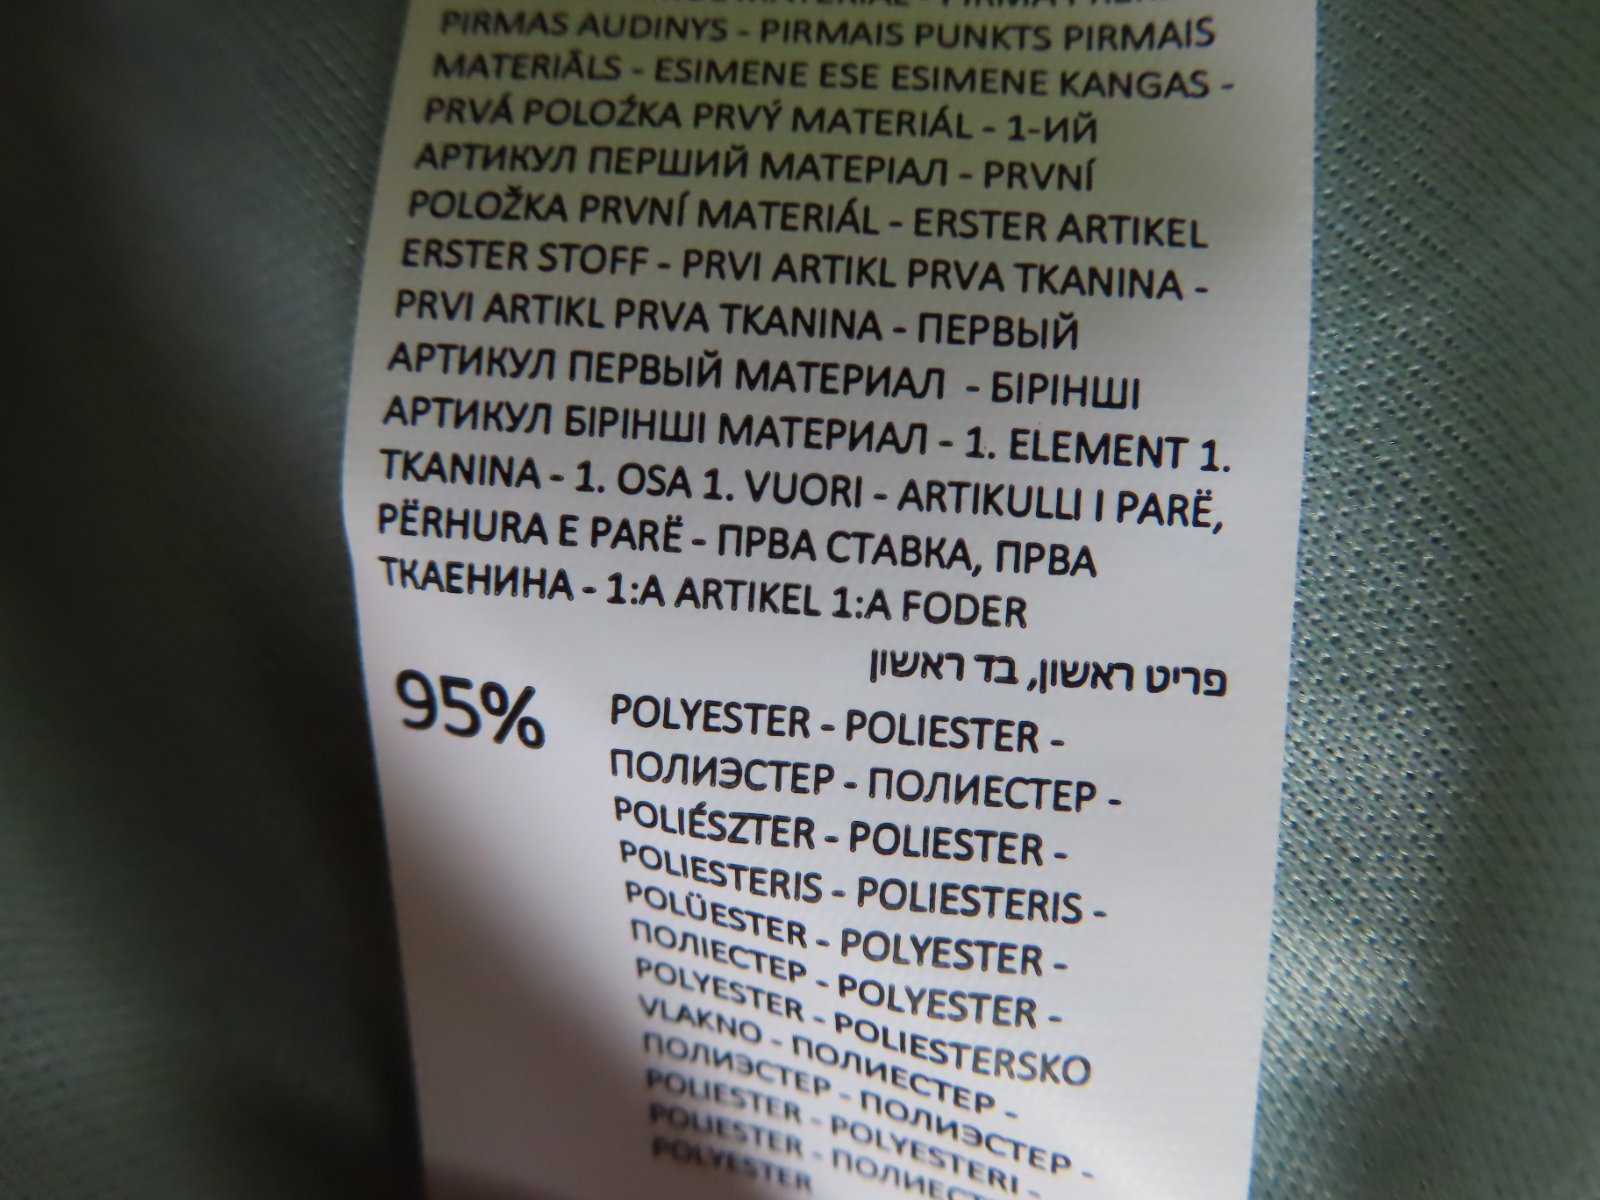 PIRMAS AUDINYS - PIRMAIS PUNKTS PIRMAIS
MATERIĀLS - ESIMENE ESE ESIMENE KANGAS -
PRVÁ POLOŽKA PRVÝ MATERIÁL - 1-ИЙ
АРТИКУЛ ПЕРШИЙ МАТЕРІАЛ - PRVNÍ
POLOŽKA PRVNÍ MATERIÁL - ERSTER ARTIKEL
ERSTER STOFF - PRVI ARTIKL PRVA TKANINA -
PRVI ARTIKL PRVA TKANINA - ПЕРВЫЙ
АРТИКУЛ ПЕРВЫЙ МАТЕРИАЛ - БІРІНШІ
АРТИКУЛ БІРІНШІ МАТЕРИАЛ - 1. ELEMENT 1.
TKANINA - 1. OSA 1. VUORI - ARTIKULLI I PARË,
PËRHURA E PARË - ПРВА СТАВКА, ПРВА
ТКАЕНИНА - 1:A ARTIKEL 1:A FODER
פריט ראשון, בד ראשון
95% POLYESTER - POLIESTER -
ПОЛИЭСТЕР - ПОЛИЕСТЕР -
POLIÉSZTER - POLIESTER -
POLIESTERIS - POLIESTERIS -
POLÜESTER - POLYESTER -
ПОЛІЕСТЕР - POLYESTER -
POLYESTER - POLIESTERSKO
VLAKNO - ПОЛИЕСТЕР -
ПОЛИЭСТЕР - ПОЛИЭСТЕР -
POLIESTER - POLYESTERI -
POLIESTER - ПОЛИЕСТЕР
POLYESTER